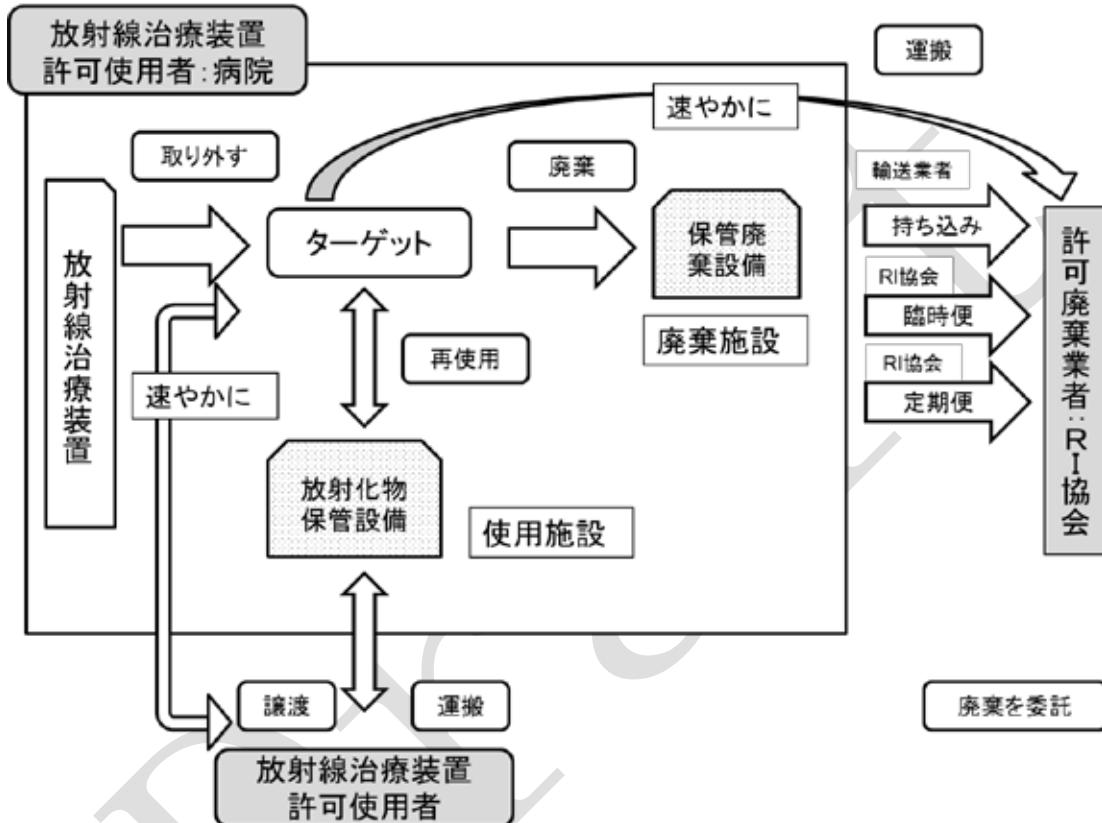 放射線治療装置
許可使用者:病院
運搬
速やかに
取り外す
廃棄
輸送業者
持ち込み
放射線治療装置
ターゲット
保管廃
棄設備
RI協会
臨時便
許可廃棄業者:RI協会
廃棄施設
再使用
RI協会
定期便
速やかに
放射化物
保管設備
使用施設
譲渡
運搬
廃棄を委託
放射線治療装置
許可使用者